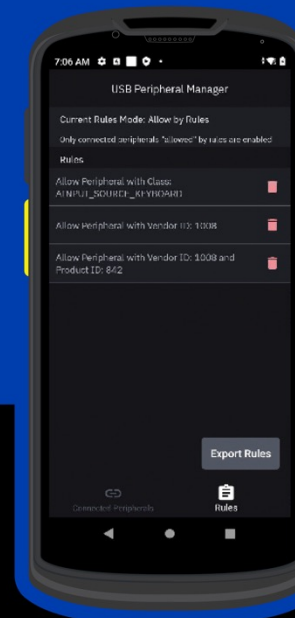 7:06 AM
USB Peripheral Manager
Current Rules Mode: Allow by Rules
Only connected peripherals "allowed" by rules are enabled
Rules
Allow Peripheral with Class:
AINPUT_SOURCE_KEYBOARD
Allow Peripheral with Vendor ID: 1008
Allow Peripheral with Vendor ID: 1008 and
Product ID: 842
Export Rules
Connected Peripherals
Rules